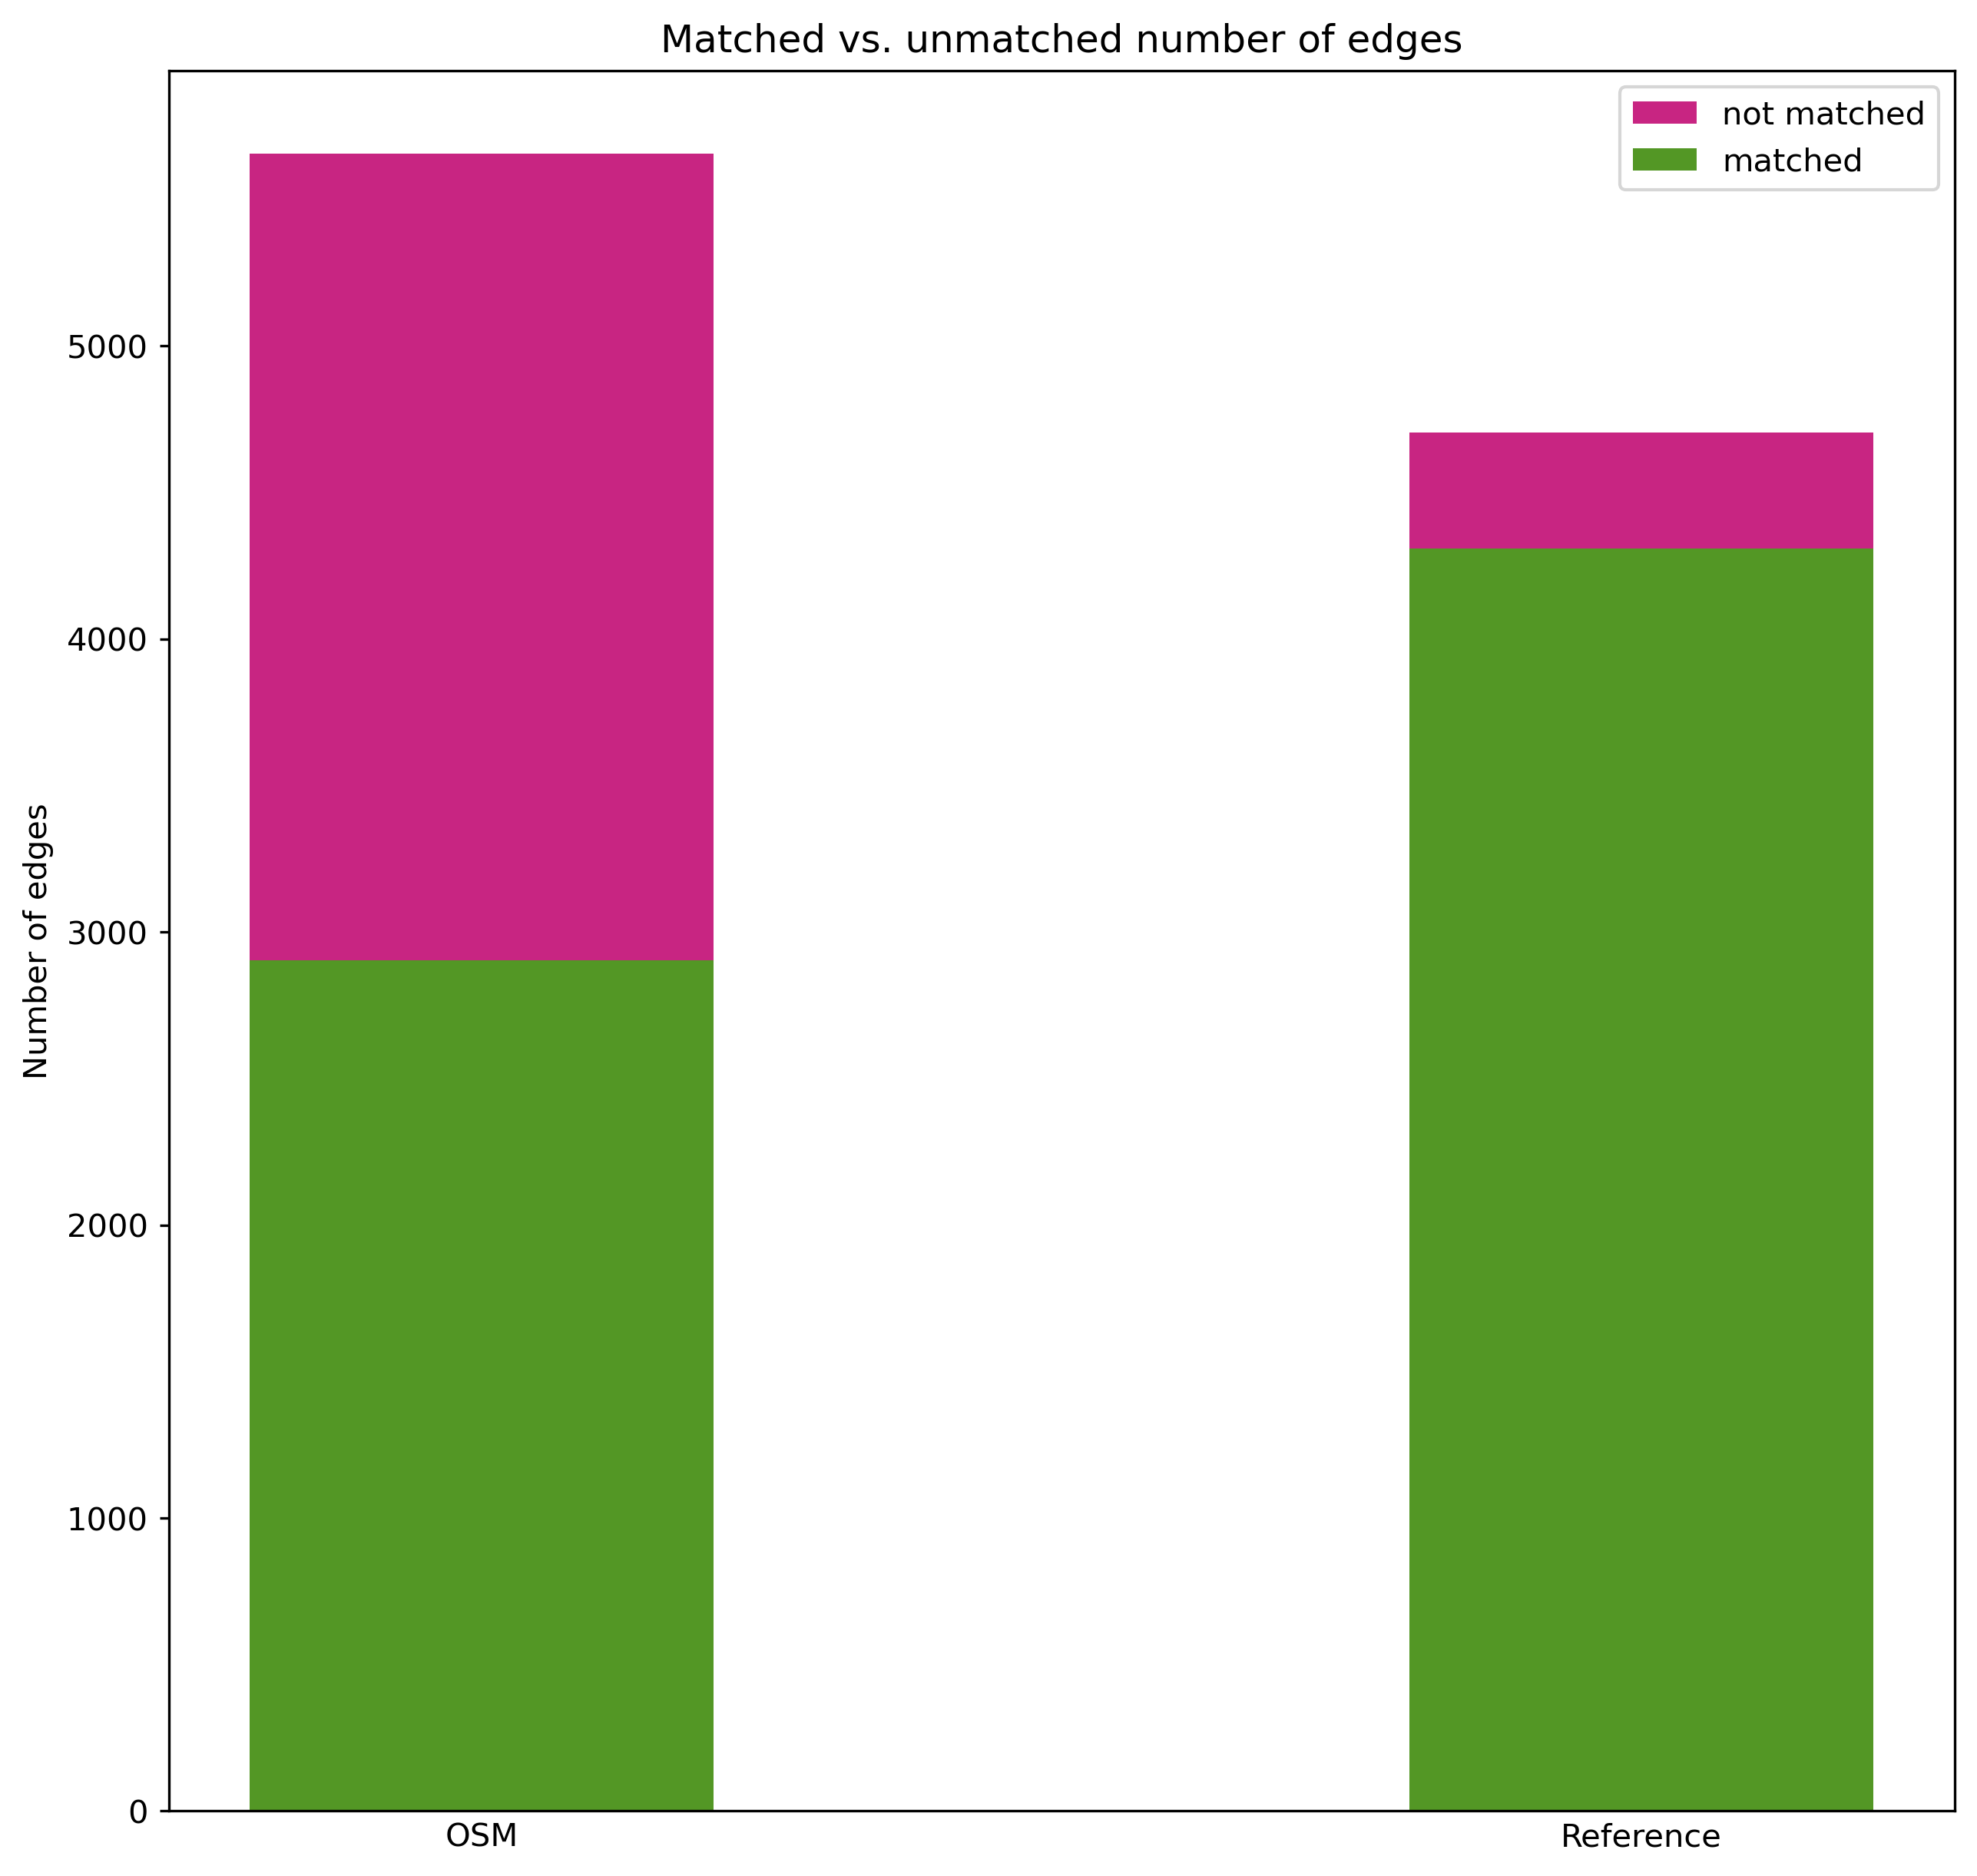 Matched vs. unmatched number of edges
not matched
matched
Number of edges
5000
4000
3000
2000
1000
0
OSM
Reference